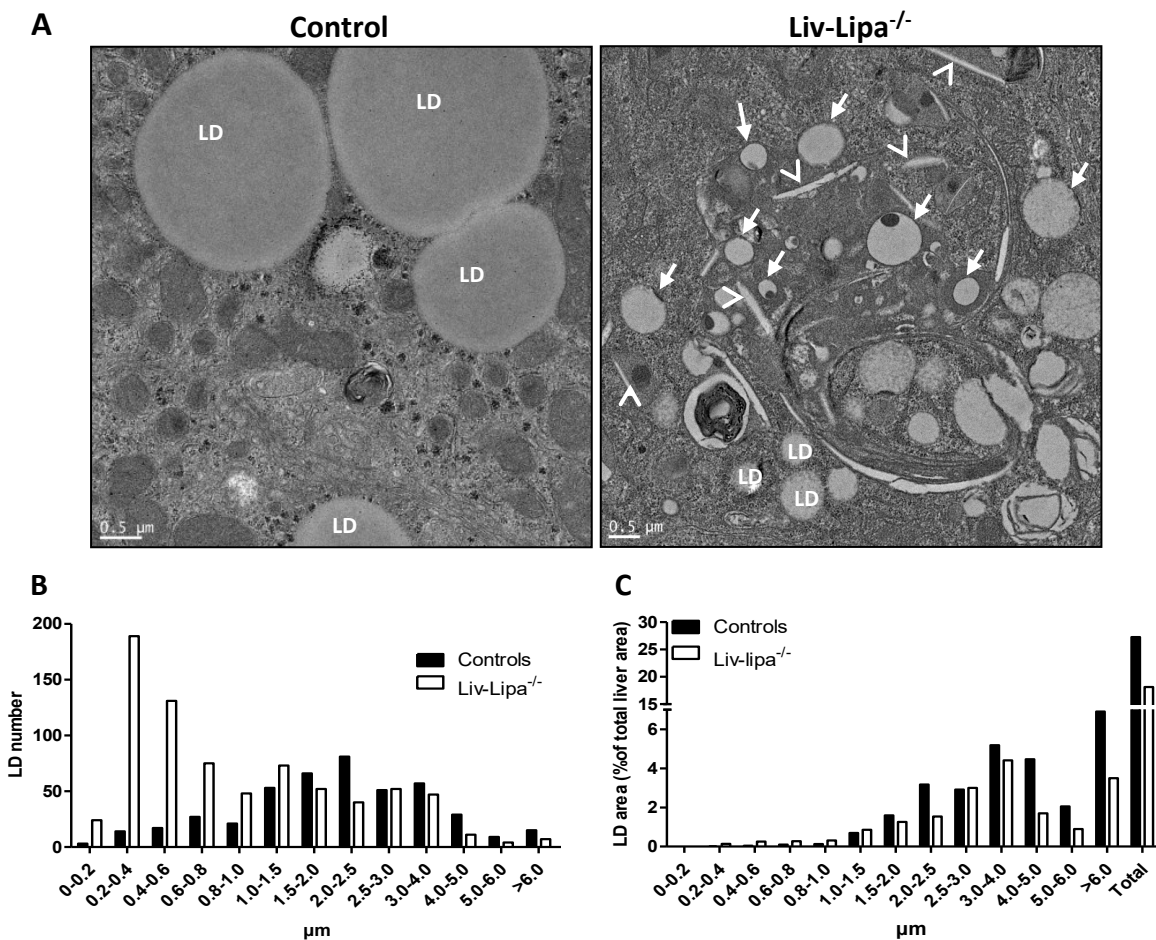 A
Control
Liv-Lipa-/-
LD
LD
LD
LD
0.5 µm
LD
LD
LD
0.5 µm
B
LD number
200
150
100
50
0
Controls
Liv-Lipa-/-
0-0.2
0.2-0.4
0.4-0.6
0.6-0.8
0.8-1.0
1.0-1.5
1.5-2.0
2.0-2.5
2.5-3.0
3.0-4.0
4.0-5.0
5.0-6.0
>6.0
µm
C
LD area (%of total liver area)
30
25
20
15
6
4
2
0
Controls
Liv-lipa-/-
0-0.2
0.2-0.4
0.4-0.6
0.6-0.8
0.8-1.0
1.0-1.5
1.5-2.0
2.0-2.5
2.5-3.0
3.0-4.0
4.0-5.0
5.0-6.0
>6.0
Total
µm